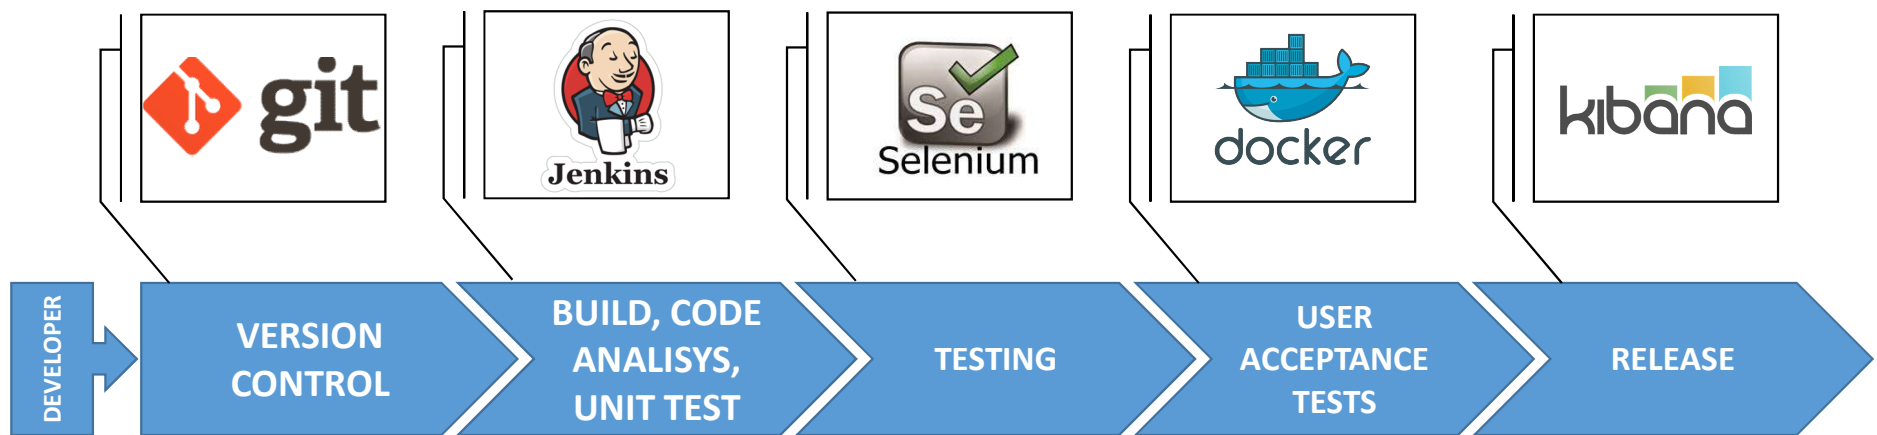 git
Jenkins
Se
Selenium
docker
kibana
DEVELOPER
VERSION
CONTROL
BUILD, CODE
ANALISYS,
UNIT TEST
TESTING
USER
ACCEPTANCE
TESTS
RELEASE